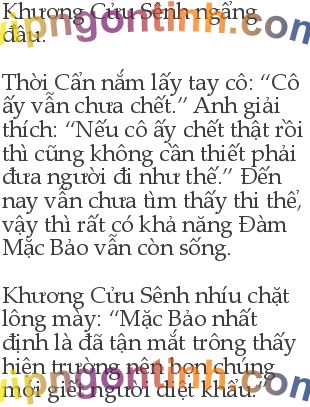 Khương Cửu Sênh ngẩng
đầu.
vipngontinh.com
Thời Cẩn nắm lấy tay cô: “Cô
ấy vẫn chưa chết.” Anh giải
thích: “Nếu cô ấy chết thật rồi
thì cũng không cần thiết phải
đưa người đi như thế.” Đến
nay vẫn chưa tìm thấy thi thể,
vậy thì rất có khả năng Đàm
Mặc Bảo vẫn còn sống.
Khương Cửu Sênh nhíu chặt
lông mày: “Mặc Bảo nhất
định là đã tận mắt trông thấy
hiện trường nên bọn chúng
mới giết người diệt khẩu.”
vipngontinh.com